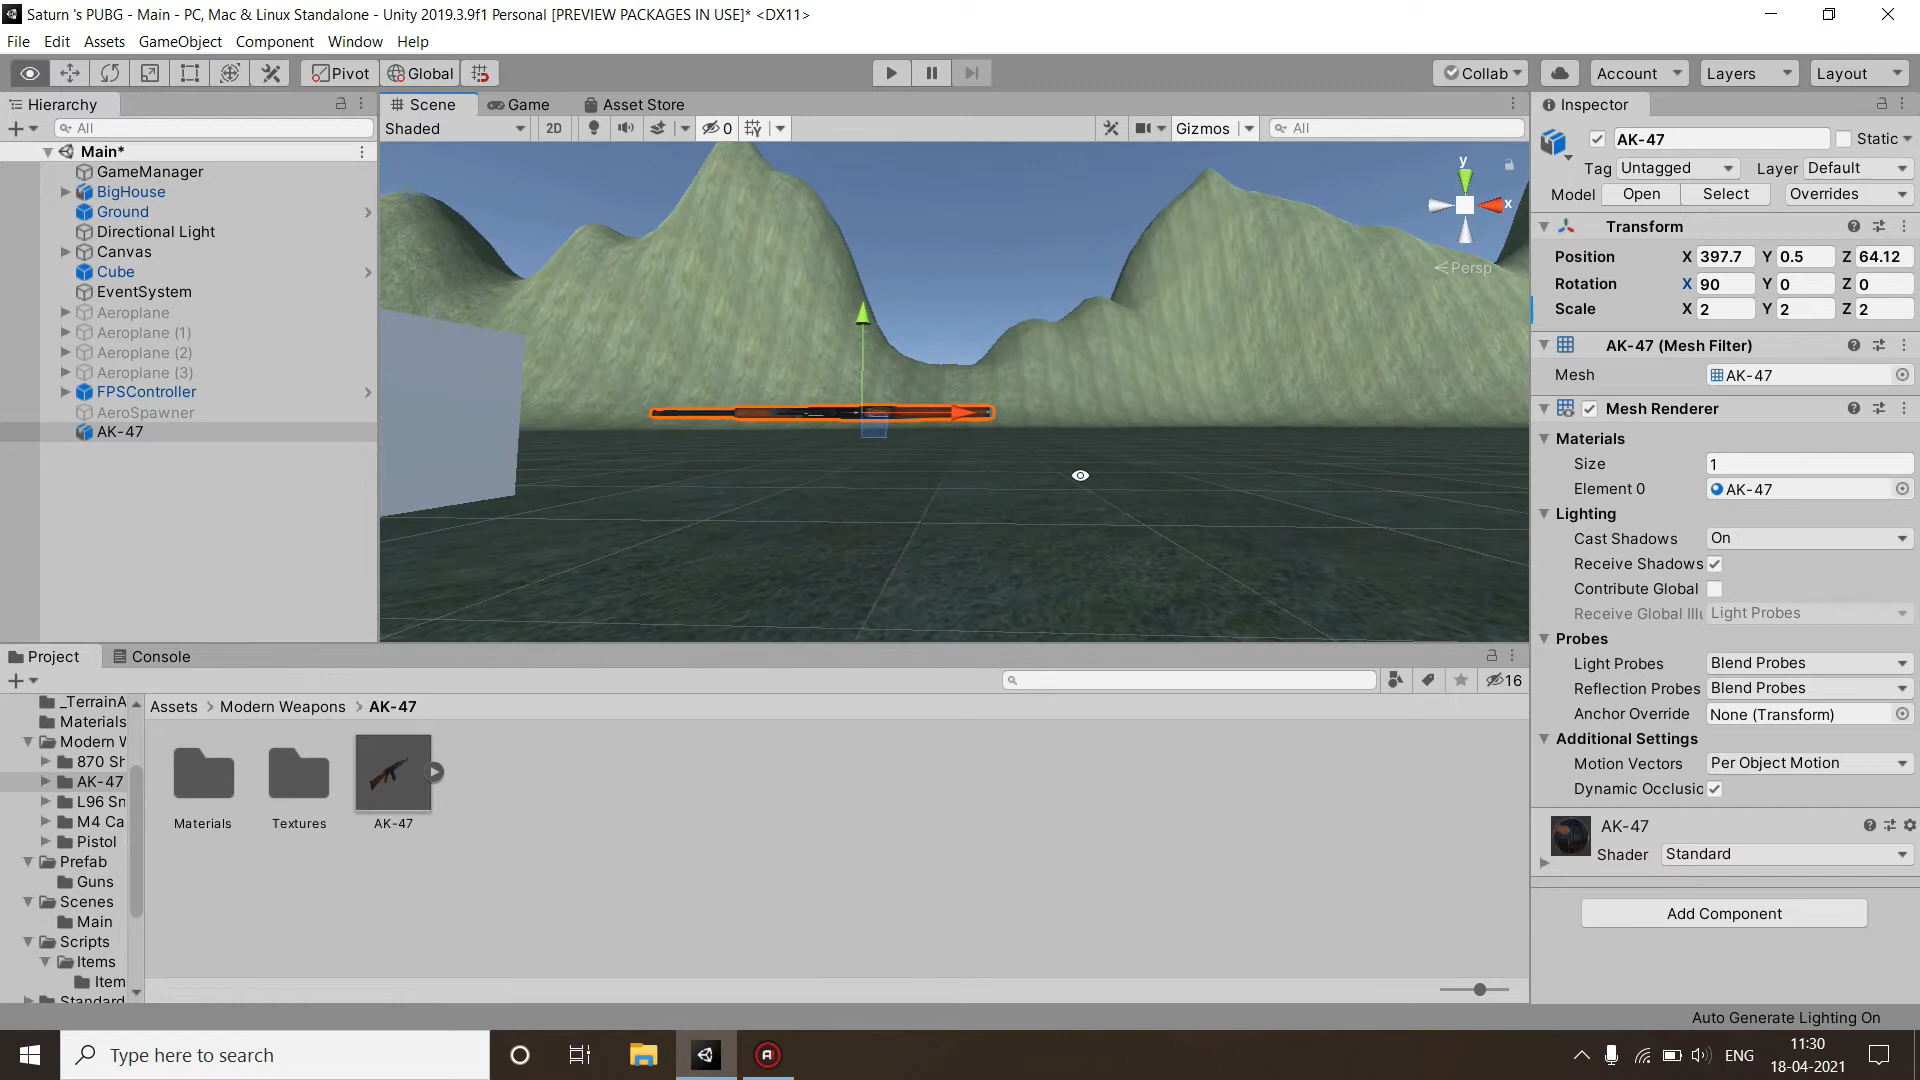 Saturn 's PUBG - Main - PC, Mac & Linux Standalone - Unity 2019.3.9f1 Personal [PREVIEW PACKAGES IN USE]* <DX11>
File Edit Assets GameObject Component Window Help
Pivot Global Collab Account Layers Layout
Hierarchy
All
Main*
GameManager
BigHouse
Ground
Directional Light
Canvas
Cube
EventSystem
Aeroplane
Aeroplane (1)
Aeroplane (2)
Aeroplane (3)
FPSController
AeroSpawner
AK-47
Scene Game Asset Store
Shaded 2D 0 Gizmos All
y
x
Persp
Inspector
AK-47 Static
Tag Untagged Layer Default
Model Open Select Overrides
Transform
Position X 397.7 Y 0.5 Z 64.12
Rotation X 90 Y 0 Z 0
Scale X 2 Y 2 Z 2
AK-47 (Mesh Filter)
Mesh AK-47
Mesh Renderer
Materials
Size 1
Element 0 AK-47
Lighting
Cast Shadows On
Receive Shadows
Contribute Global
Receive Global Illu Light Probes
Probes
Light Probes Blend Probes
Reflection Probes Blend Probes
Anchor Override None (Transform)
Additional Settings
Motion Vectors Per Object Motion
Dynamic Occlusic
AK-47
Shader Standard
Add Component
Project Console
16
_TerrainA
Materials
Modern W
870 Sh
AK-47
L96 Sn
M4 Ca
Pistol
Prefab
Guns
Scenes
Main
Scripts
Items
Item
Standard
Assets > Modern Weapons > AK-47
Materials Textures AK-47
Auto Generate Lighting On
Type here to search
ENG
11:30
18-04-2021